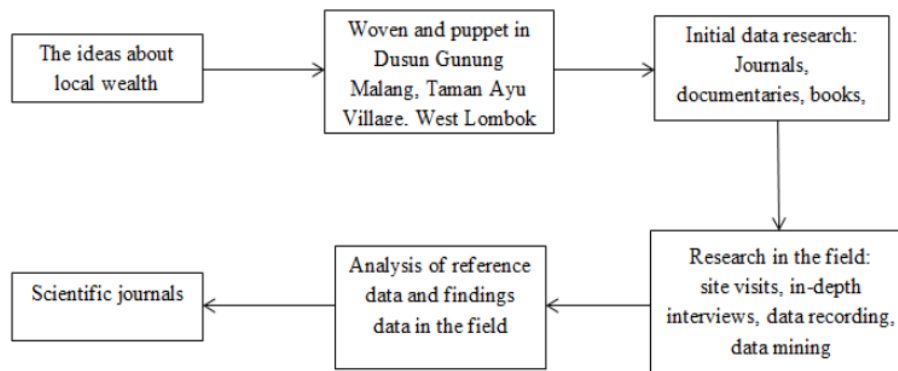 The ideas about
local wealth
Woven and puppet in
Dusun Gunung
Malang, Taman Ayu
Village, West Lombok
Initial data research:
Journals,
documentaries, books,
Research in the field:
site visits, in-depth
interviews, data recording,
data mining
Analysis of reference
data and findings
data in the field
Scientific journals